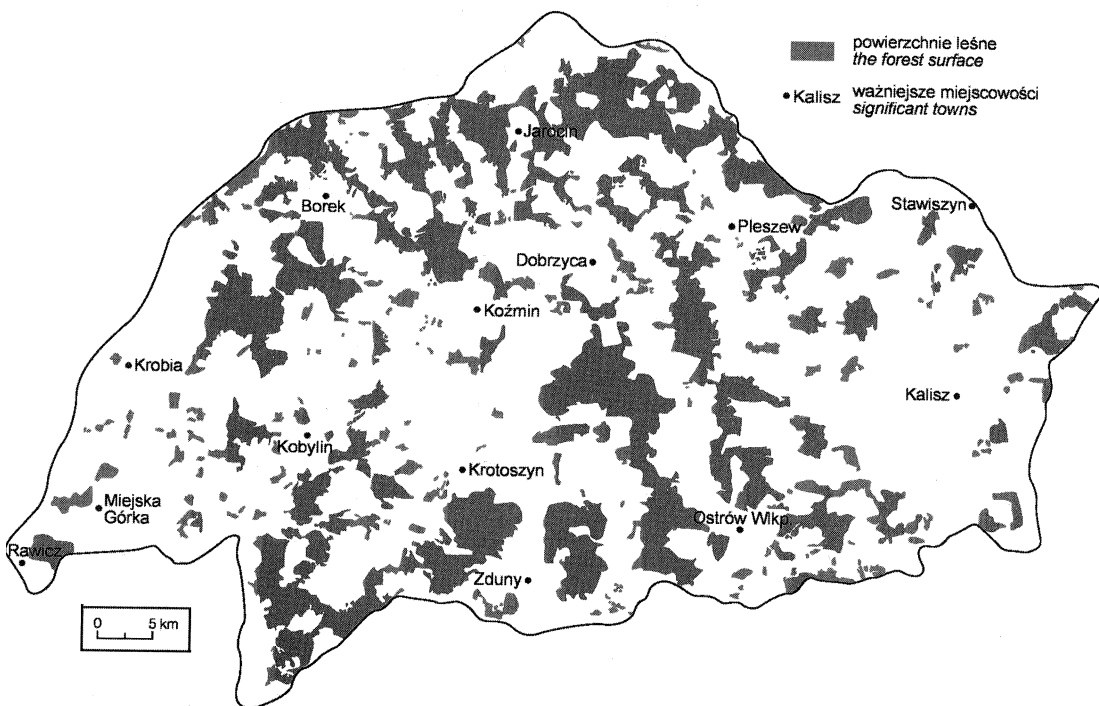 powierzchnie leśne
the forest surface
Kalisz
ważniejsze miejscowości
significant towns
Jarocin
Borek
Stawiszyn
Pleszew
Dobrzyca
Koźmin
Krobia
Kalisz
Kobylin
Krotoszyn
Miejska
Górka
Ostrów Wlkp.
Rawicz
Zduny
0 5 km